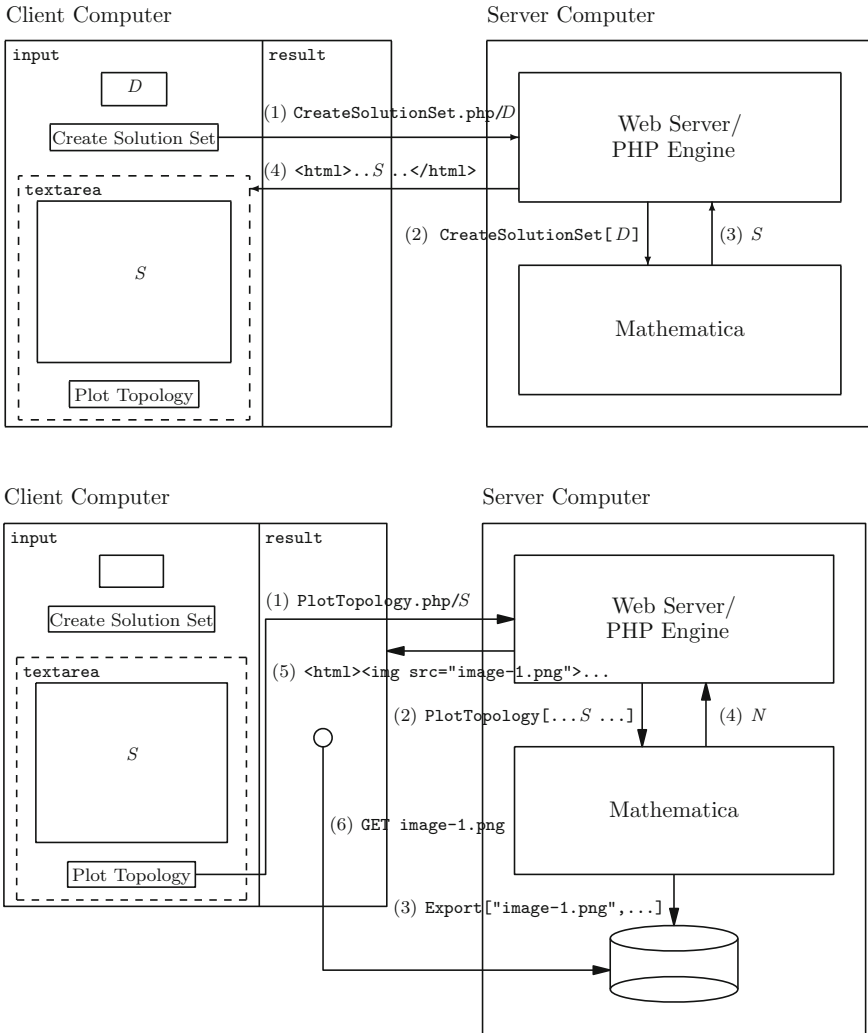 Client Computer
Server Computer
input
result
D
(1) CreateSolutionSet.php/D
Create Solution Set
Web Server/
PHP Engine
(4) <html>..S ..</html>
textarea
(2) CreateSolutionSet[D]
(3) S
S
Mathematica
Plot Topology
Client Computer
Server Computer
input
result
(1) PlotTopology.php/S
Create Solution Set
Web Server/
PHP Engine
textarea
(5) <html><img src="image-1.png">...
(2) PlotTopology[...S ...]
(4) N
S
Mathematica
(6) GET image-1.png
Plot Topology
(3) Export["image-1.png",...]